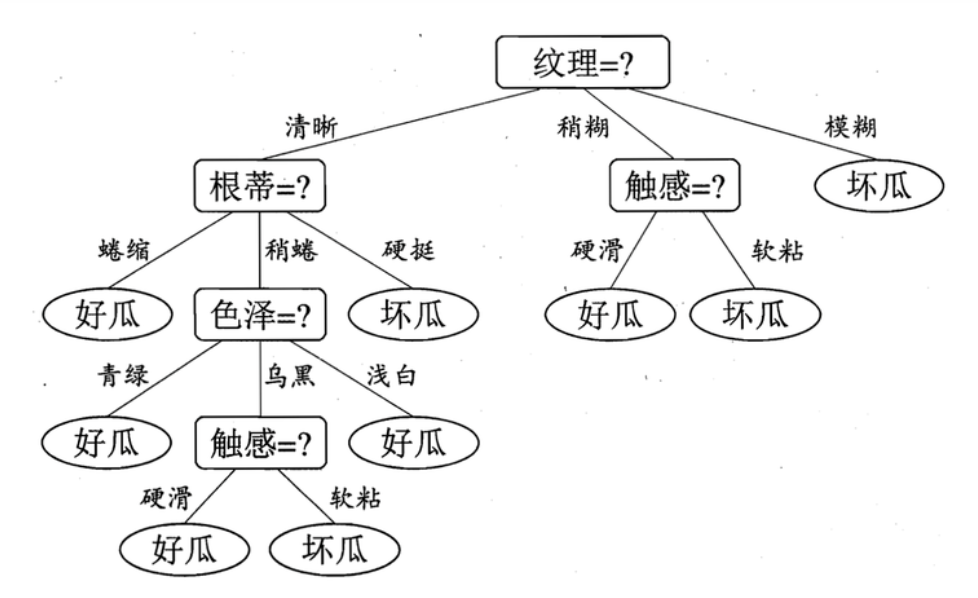 纹理=?
清晰 稍糊 模糊
根蒂=? 触感=? 坏瓜
蜷缩 稍蜷 硬挺 硬滑 软粘
好瓜 色泽=? 坏瓜 好瓜 坏瓜
青绿 乌黑 浅白
好瓜 触感=? 好瓜
硬滑 软粘
好瓜 坏瓜